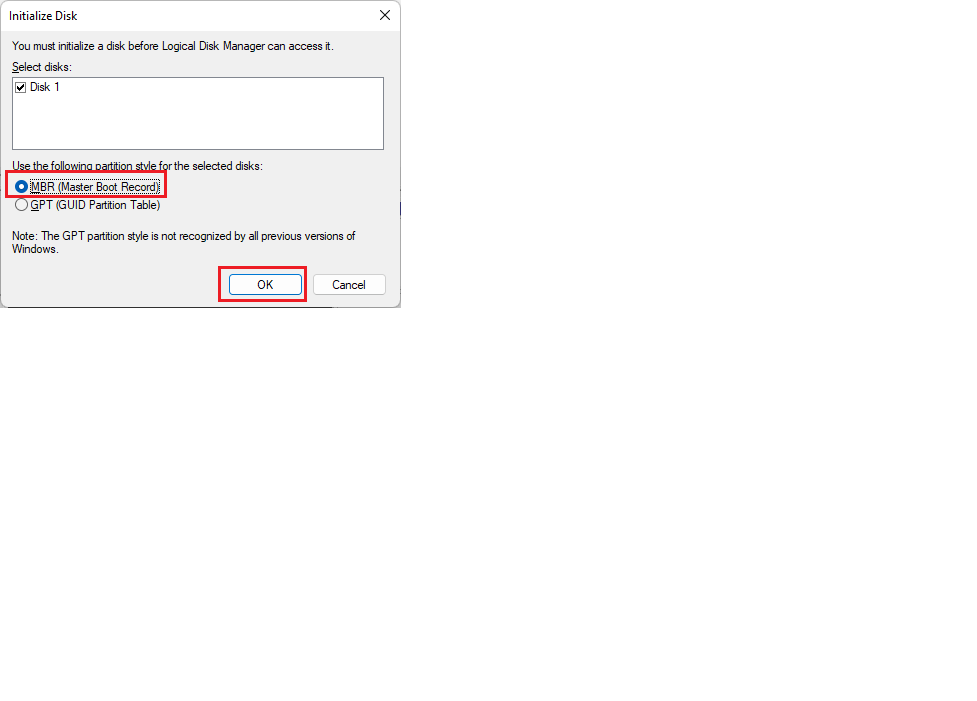 Initialize Disk
You must initialize a disk before Logical Disk Manager can access it.
Select disks:
Disk 1
Use the following partition style for the selected disks:
MBR (Master Boot Record)
GPT (GUID Partition Table)
Note: The GPT partition style is not recognized by all previous versions of
Windows.
OK Cancel